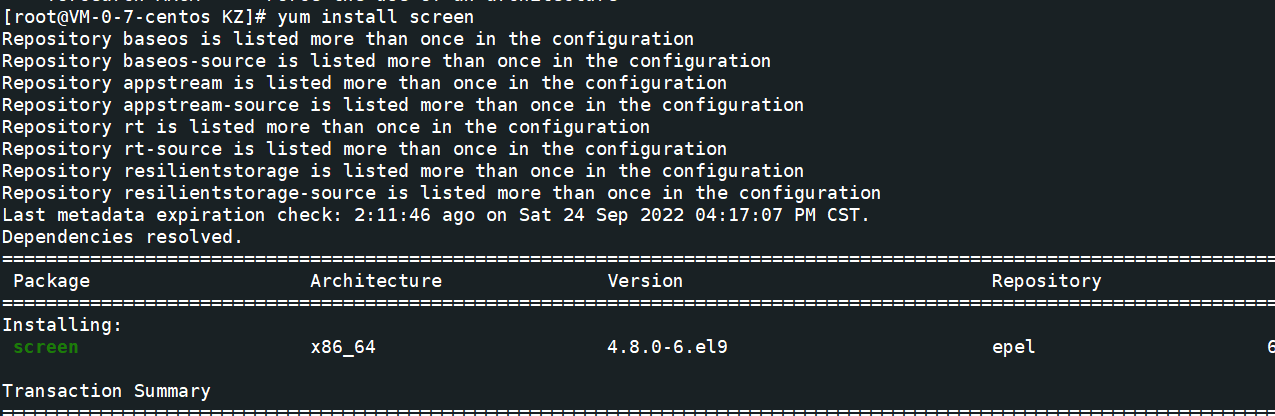 [root@VM-0-7-centos KZ]# yum install screen
Repository baseos is listed more than once in the configuration
Repository baseos-source is listed more than once in the configuration
Repository appstream is listed more than once in the configuration
Repository appstream-source is listed more than once in the configuration
Repository rt is listed more than once in the configuration
Repository rt-source is listed more than once in the configuration
Repository resilientstorage is listed more than once in the configuration
Repository resilientstorage-source is listed more than once in the configuration
Last metadata expiration check: 2:11:46 ago on Sat 24 Sep 2022 04:17:07 PM CST.
Dependencies resolved.
Package Architecture Version Repository
Installing:
screen x86_64 4.8.0-6.el9 epel 6
Transaction Summary